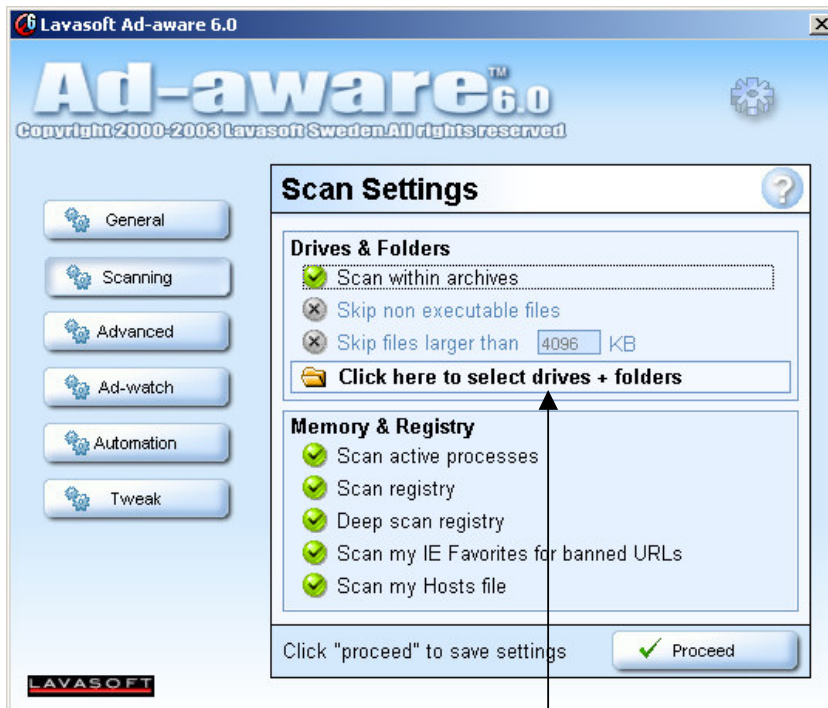 Lavasoft Ad-aware 6.0
Ad-aware™ 6.0
Copyright 2000-2003 Lavasoft Sweden.All rights reserved
General
Scanning
Advanced
Ad-watch
Automation
Tweak
LAVASOFT
Scan Settings
?
Drives & Folders
Scan within archives
Skip non executable files
Skip files larger than 4096 KB
Click here to select drives + folders
Memory & Registry
Scan active processes
Scan registry
Deep scan registry
Scan my IE Favorites for banned URLs
Scan my Hosts file
Click "proceed" to save settings
Proceed